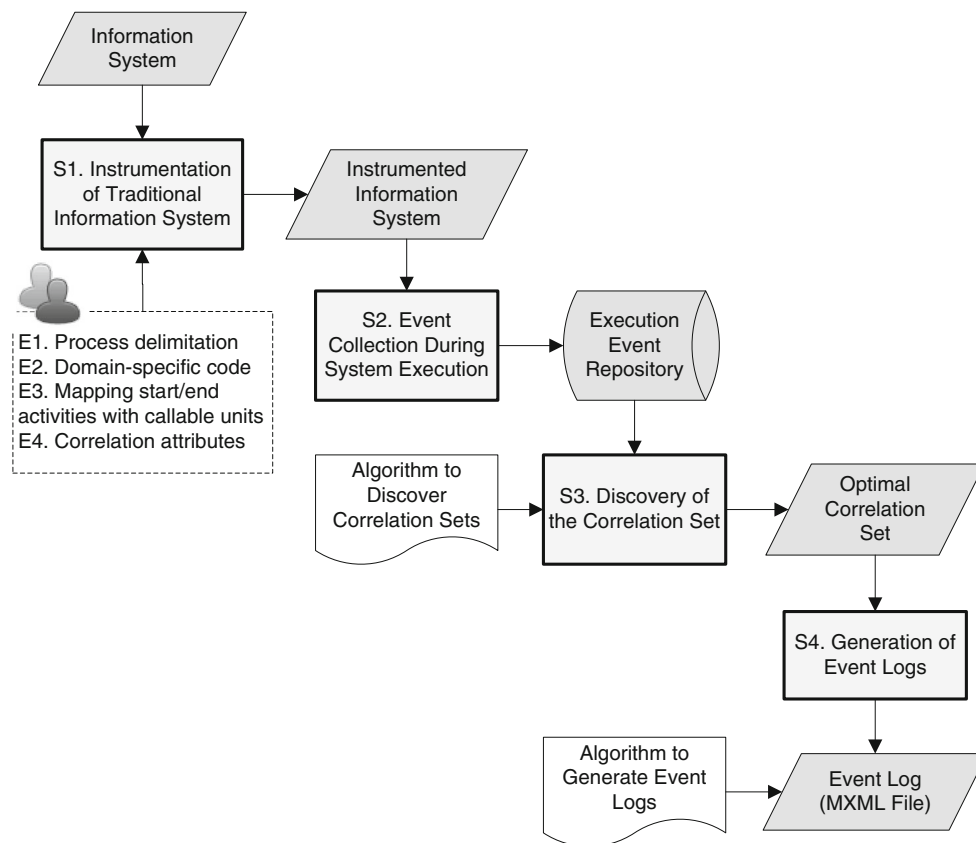 Information
System
S1. Instrumentation
of Traditional
Information System
Instrumented
Information
System
E1. Process delimitation
E2. Domain-specific code
E3. Mapping start/end
activities with callable units
E4. Correlation attributes
S2. Event
Collection During
System Execution
Execution
Event
Repository
Algorithm to
Discover
Correlation Sets
S3. Discovery of
the Correlation Set
Optimal
Correlation
Set
S4. Generation of
Event Logs
Algorithm to
Generate Event
Logs
Event Log
(MXML File)